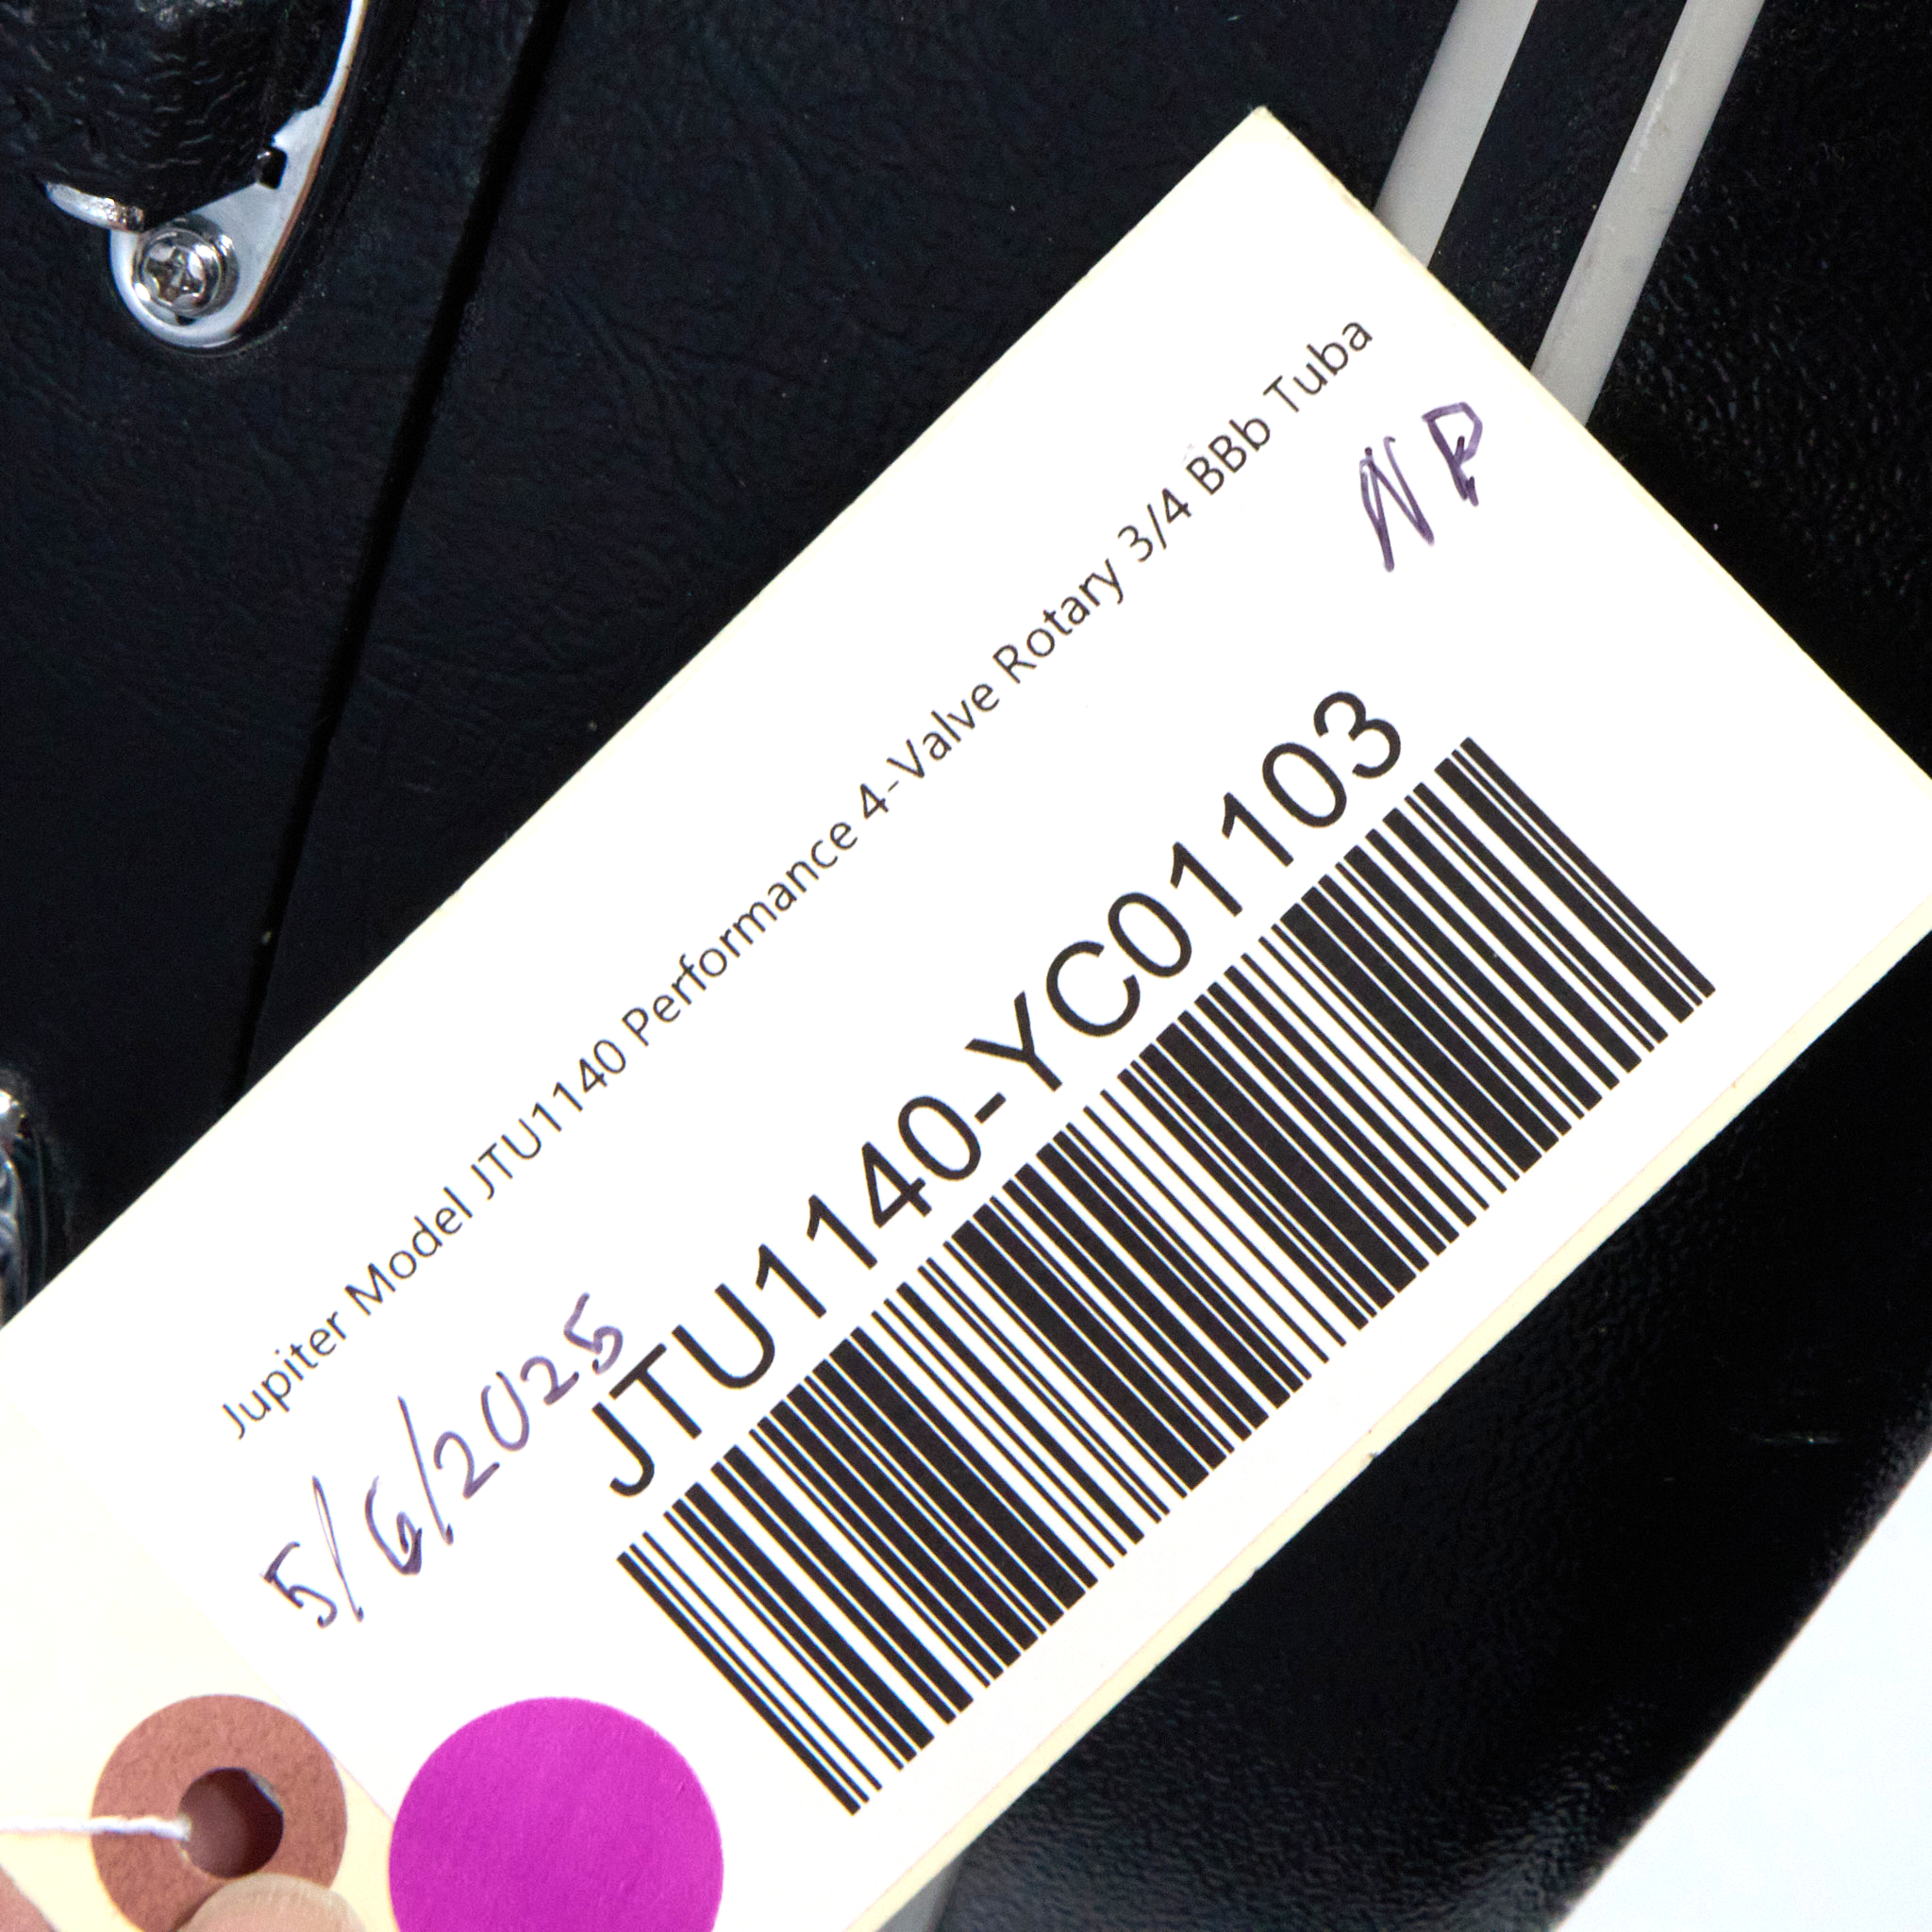 Jupiter Model JTU1140 Performance 4-Valve Rotary 3/4 BBb Tuba
NP
5/6/2025
JTU1140-YC01103